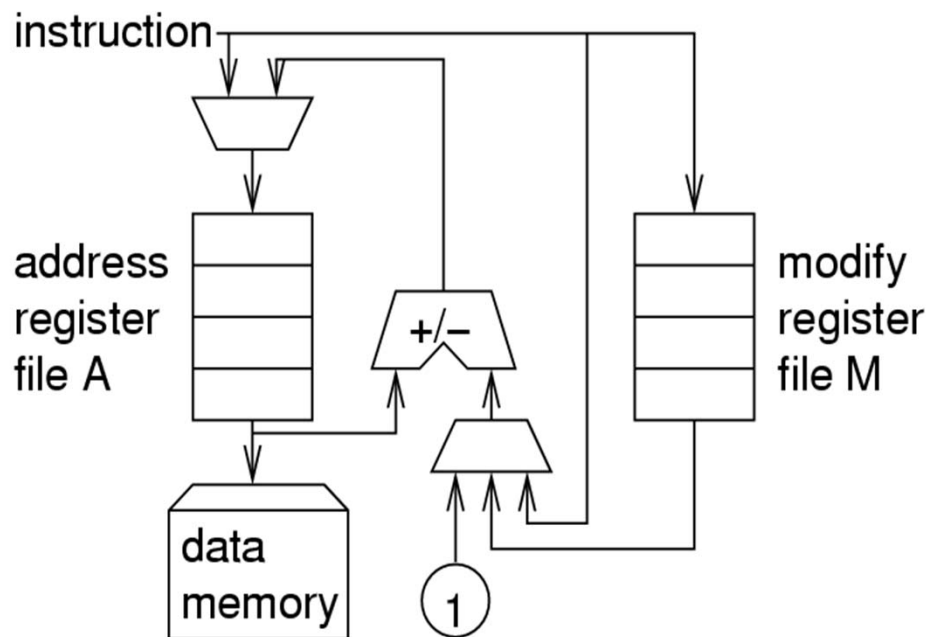 instruction
address
register
file A
+/−
modify
register
file M
data
memory
1